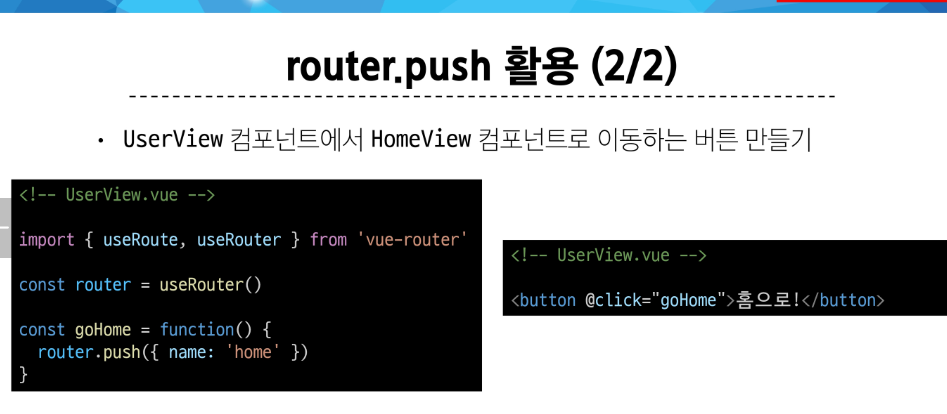 router.push 활용 (2/2)
• UserView 컴포넌트에서 HomeView 컴포넌트로 이동하는 버튼 만들기
<!-- UserView.vue -->
import { useRoute, useRouter } from 'vue-router'
const router = useRouter()
const goHome = function() {
  router.push({ name: 'home' })
}
<!-- UserView.vue -->
<button @click="goHome">홈으로!</button>